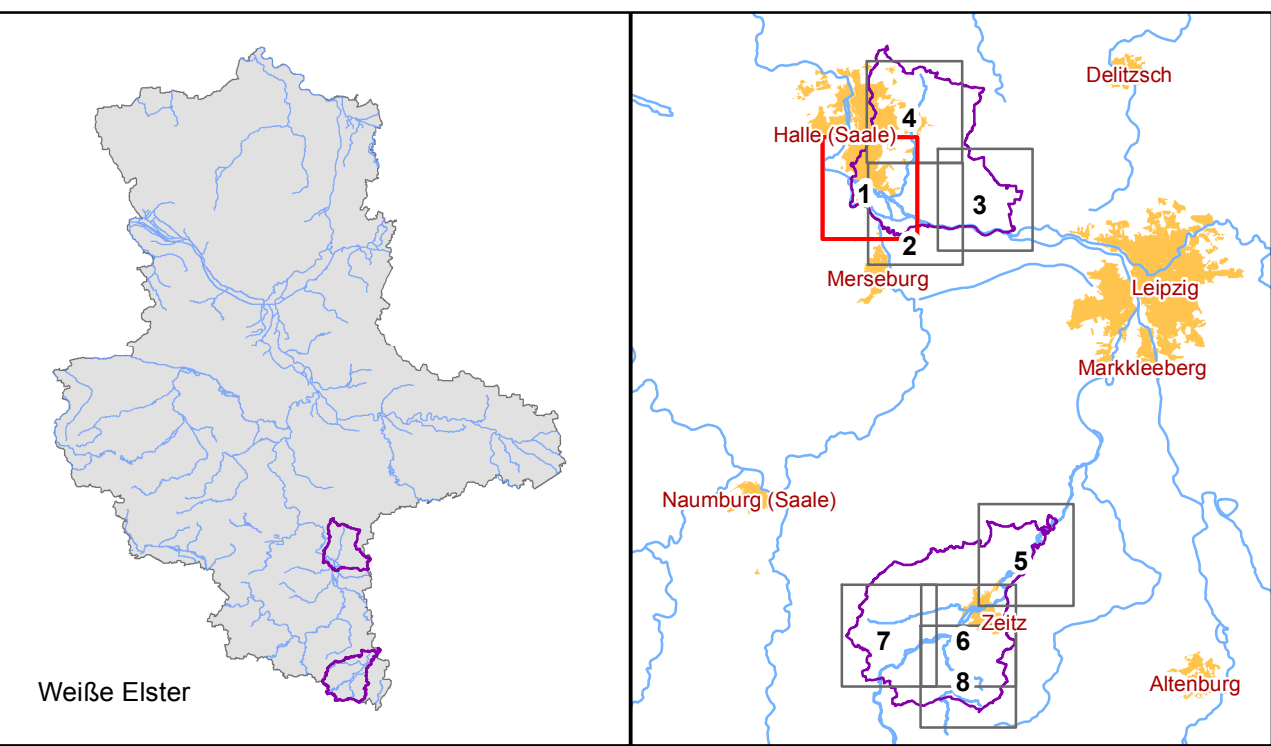 Weiße Elster
Delitzsch
4
Halle (Saale)
1
3
2
Merseburg
Leipzig
Markkleeberg
Naumburg (Saale)
5
Zeitz
7
6
8
Altenburg